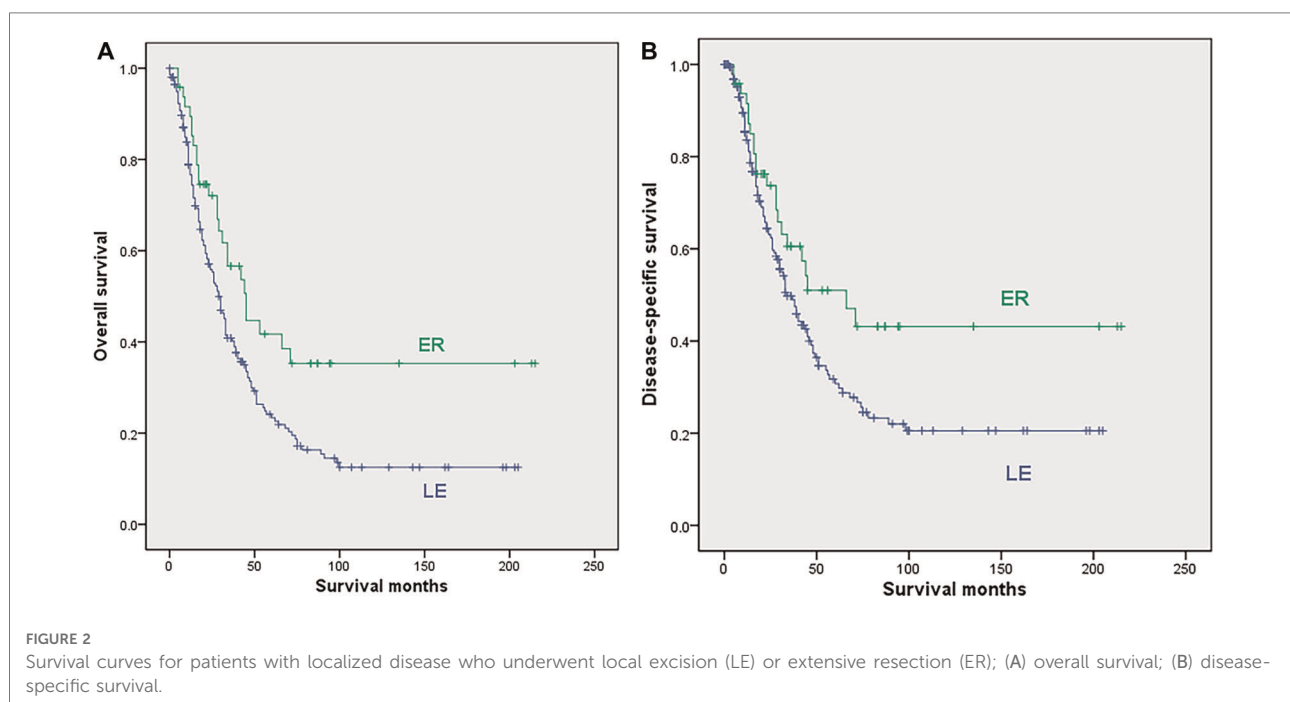 A
1.0
0.8
0.6
0.4
0.2
0.0
Overall survival
ER
LE
0 50 100 150 200 250
Survival months
B
1.0
0.8
0.6
0.4
0.2
0.0
Disease-specific survival
ER
LE
0 50 100 150 200 250
Survival months
FIGURE 2
Survival curves for patients with localized disease who underwent local excision (LE) or extensive resection (ER); (A) overall survival; (B) disease-
specific survival.